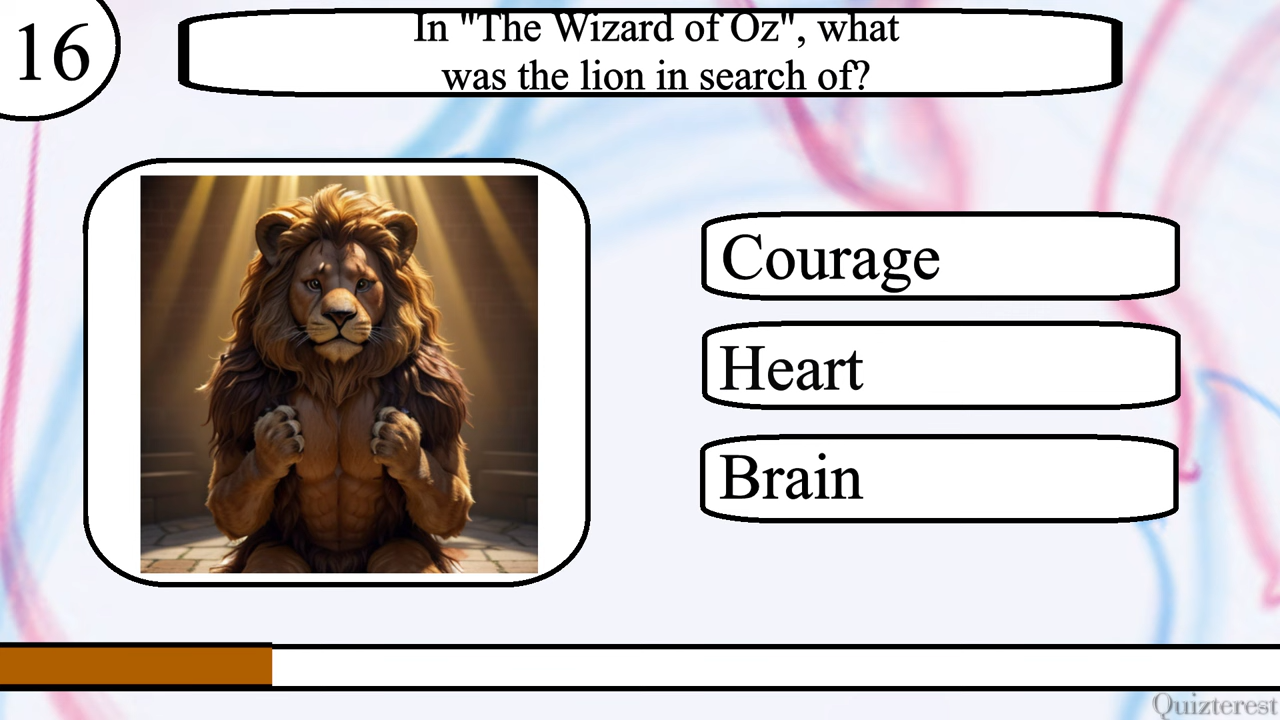 16
In "The Wizard of Oz", what
was the lion in search of?
Courage
Heart
Brain
Quizterest